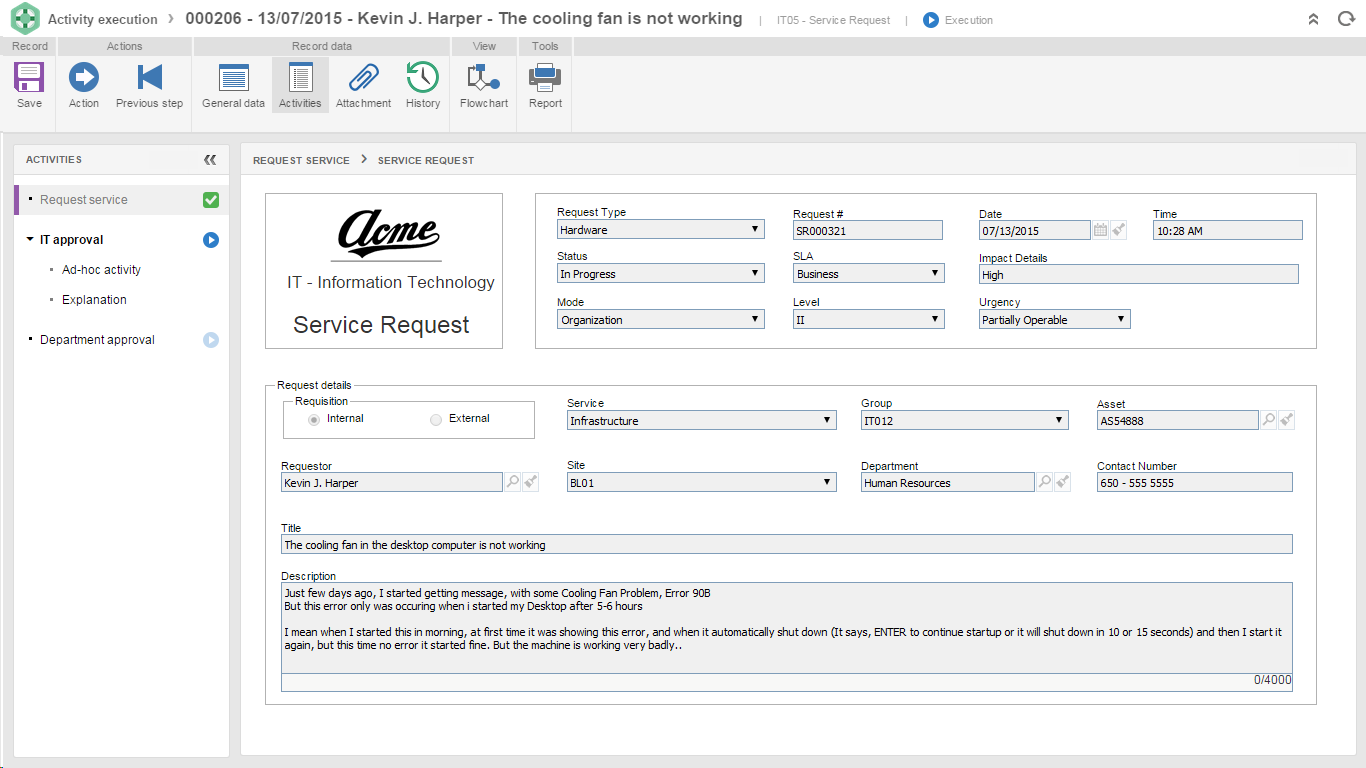 Activity execution › 000206 - 13/07/2015 - Kevin J. Harper - The cooling fan is not working | IT05 - Service Request | Execution
Record Actions Record data View Tools
Save Action Previous step General data Activities Attachment History Flowchart Report
ACTIVITIES
Request service
IT approval
Ad-hoc activity
Explanation
Department approval
REQUEST SERVICE > SERVICE REQUEST
Acme
IT - Information Technology
Service Request
Request Type Request # Date Time
Hardware SR000321 07/13/2015 10:28 AM
Status SLA Impact Details
In Progress Business High
Mode Level Urgency
Organization II Partially Operable
Request details
Requisition
Internal External
Service Group Asset
Infrastructure IT012 AS54888
Requestor Site Department Contact Number
Kevin J. Harper BL01 Human Resources 650 - 555 5555
Title
The cooling fan in the desktop computer is not working
Description
Just few days ago, I started getting message, with some Cooling Fan Problem, Error 90B
But this error only was occuring when i started my Desktop after 5-6 hours
I mean when I started this in morning, at first time it was showing this error, and when it automatically shut down (It says, ENTER to continue startup or it will shut down in 10 or 15 seconds) and then I start it
again, but this time no error it started fine. But the machine is working very badly..
0/4000